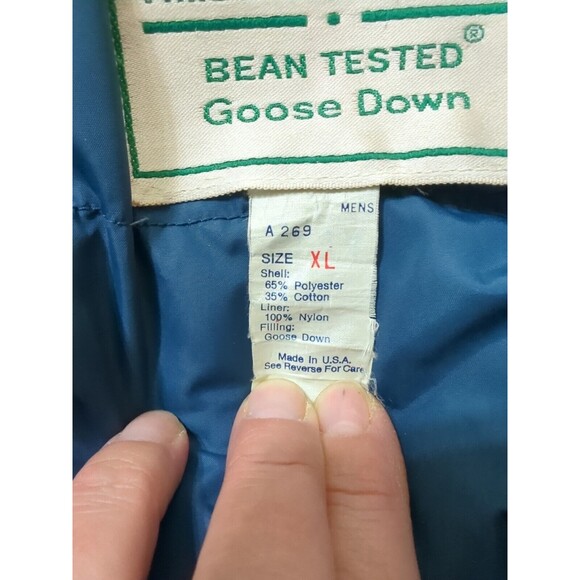 BEAN TESTED®
Goose Down
MENS
A 269
SIZE XL
Shell:
65% Polyester
35% Cotton
Liner:
100% Nylon
Filling:
Goose Down
Made In U.S.A.
See Reverse For Care